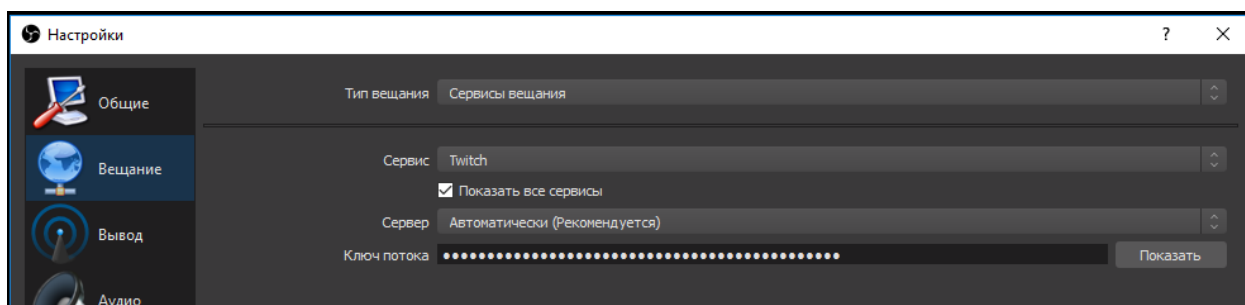 Настройки
?
Общие
Тип вещания Сервисы вещания
Вещание
Сервис Twitch
Показать все сервисы
Вывод
Сервер Автоматически (Рекомендуется)
Ключ потока ●●●●●●●●●●●●●●●●●●●●●●●●●●●●●●●●●●●●●●●●●●●●● Показать
Аудио